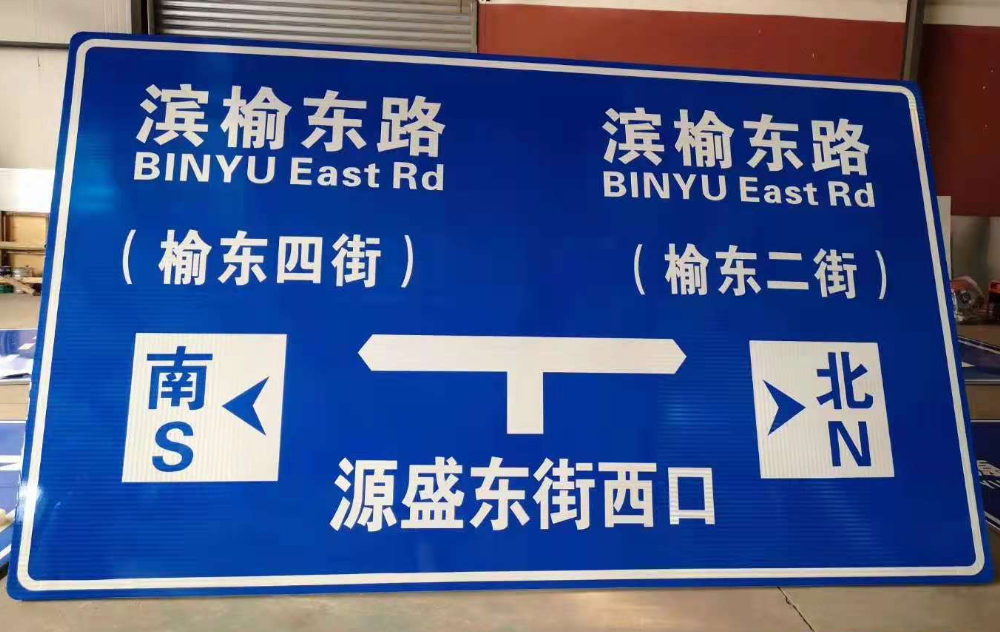 滨榆东路
BINYU East Rd
(榆东四街)
滨榆东路
BINYU East Rd
(榆东二街)
南
S
北
N
源盛东街西口